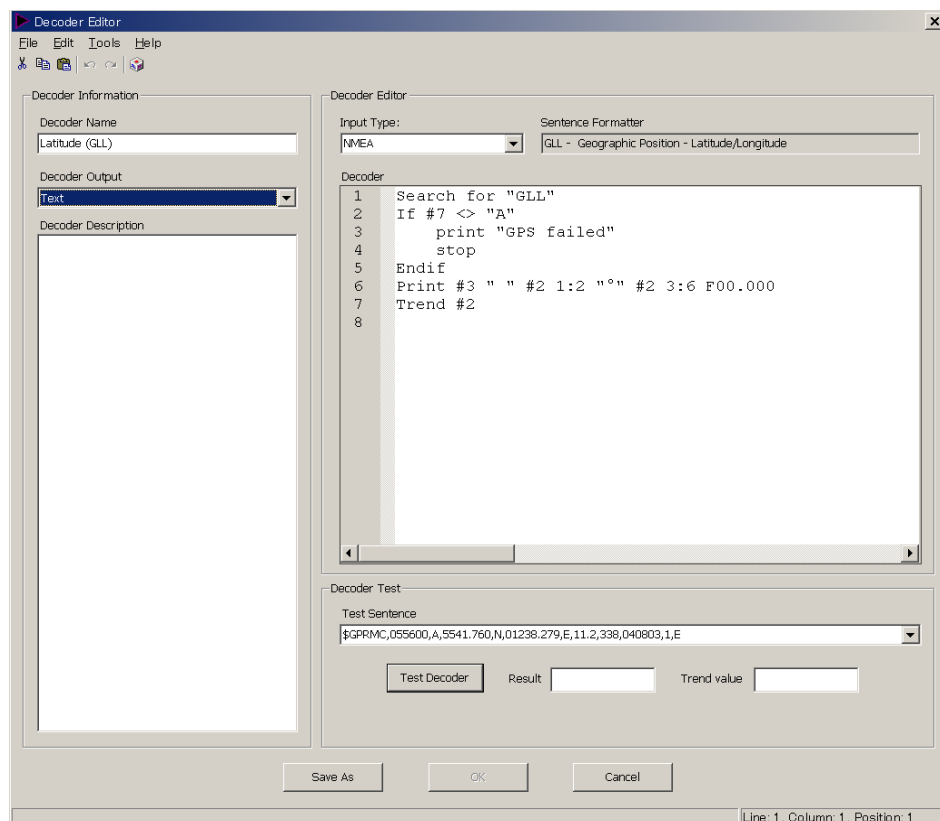 Decoder Editor
File Edit Tools Help
Decoder Information
Decoder Name
Latitude (GLL)
Decoder Output
Text
Decoder Description
Decoder Editor
Input Type:
NMEA
Sentence Formatter
GLL - Geographic Position - Latitude/Longitude
Decoder
1 Search for "GLL"
2 If #7 <> "A"
3 print "GPS failed"
4 stop
5 Endif
6 Print #3 " " #2 1:2 "°" #2 3:6 F00.000
7 Trend #2
8
Decoder Test
Test Sentence
$GPRMC,055600,A,5541.760,N,01238.279,E,11.2,338,040803,1,E
Test Decoder Result Trend value
Save As OK Cancel
Line: 1, Column: 1, Position: 1